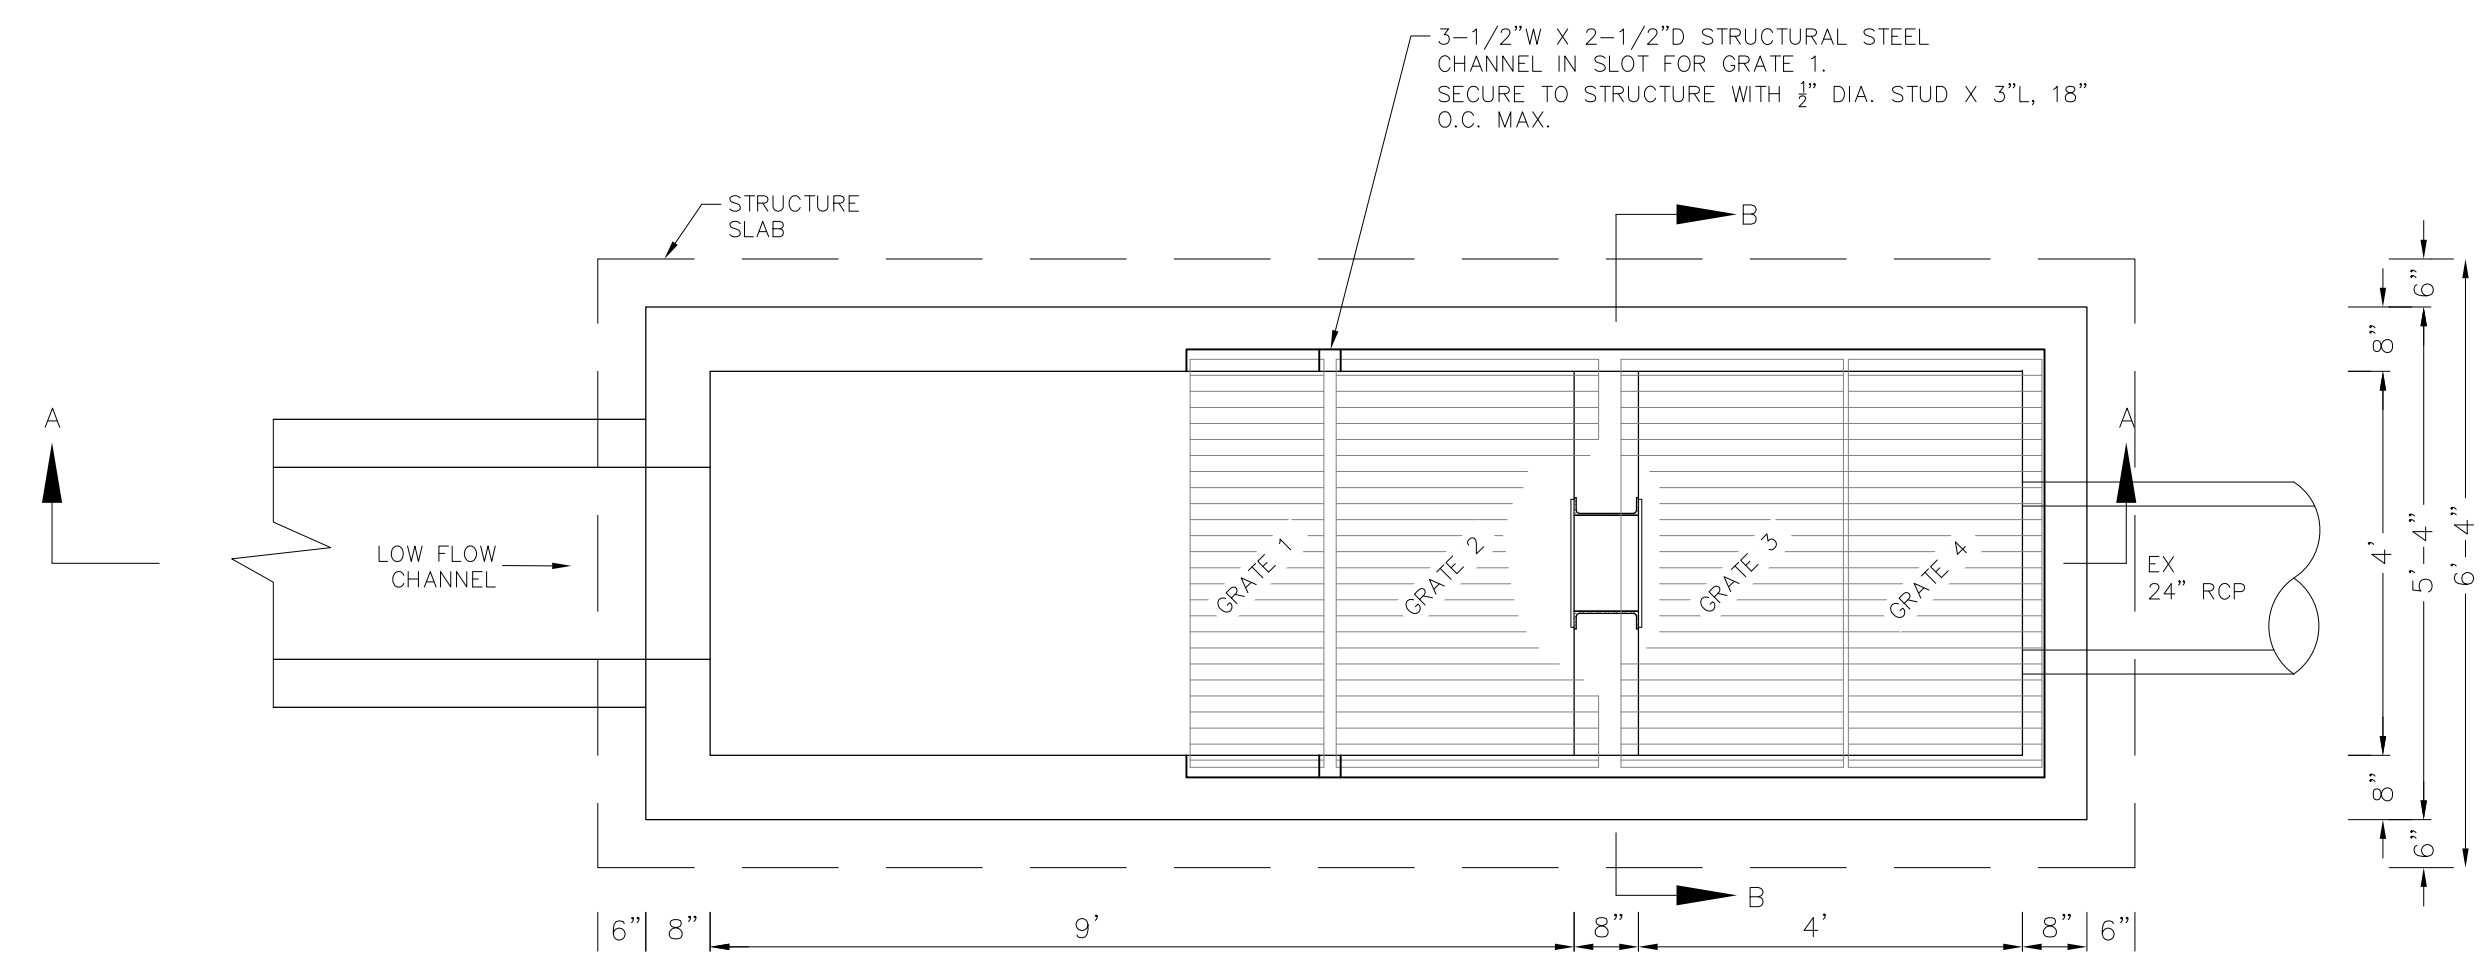 3-1/2"W X 2-1/2"D STRUCTURAL STEEL
CHANNEL IN SLOT FOR GRATE 1.
SECURE TO STRUCTURE WITH ½" DIA. STUD X 3"L, 18"
O.C. MAX.
STRUCTURE
SLAB
B
A
A
LOW FLOW
CHANNEL
GRATE 1
GRATE 2
GRATE 3
GRATE 4
EX
24" RCP
B
6"
8"
4'
8"
6"
5'-4"
6'-4"
6"
8"
9'
8"
4'
8"
6"